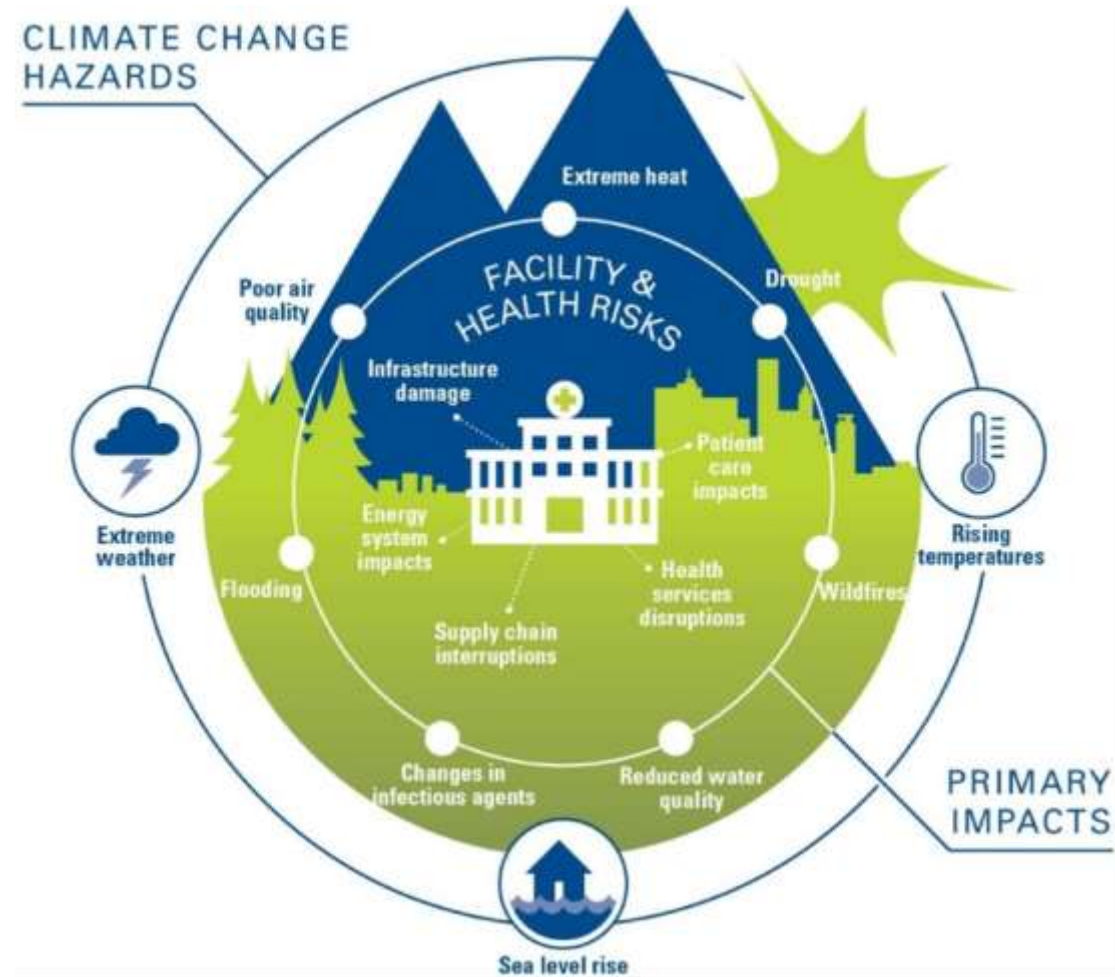 CLIMATE CHANGE
HAZARDS
Extreme heat
FACILITY &
HEALTH RISKS
Drought
Poor air
quality
Infrastructure
damage
Patient
care
impacts
Energy
system
impacts
Extreme
weather
Rising
temperatures
Flooding
Health
services
disruptions
Wildfires
Supply chain
interruptions
Changes in
infectious agents
Reduced water
quality
PRIMARY
IMPACTS
Sea level rise